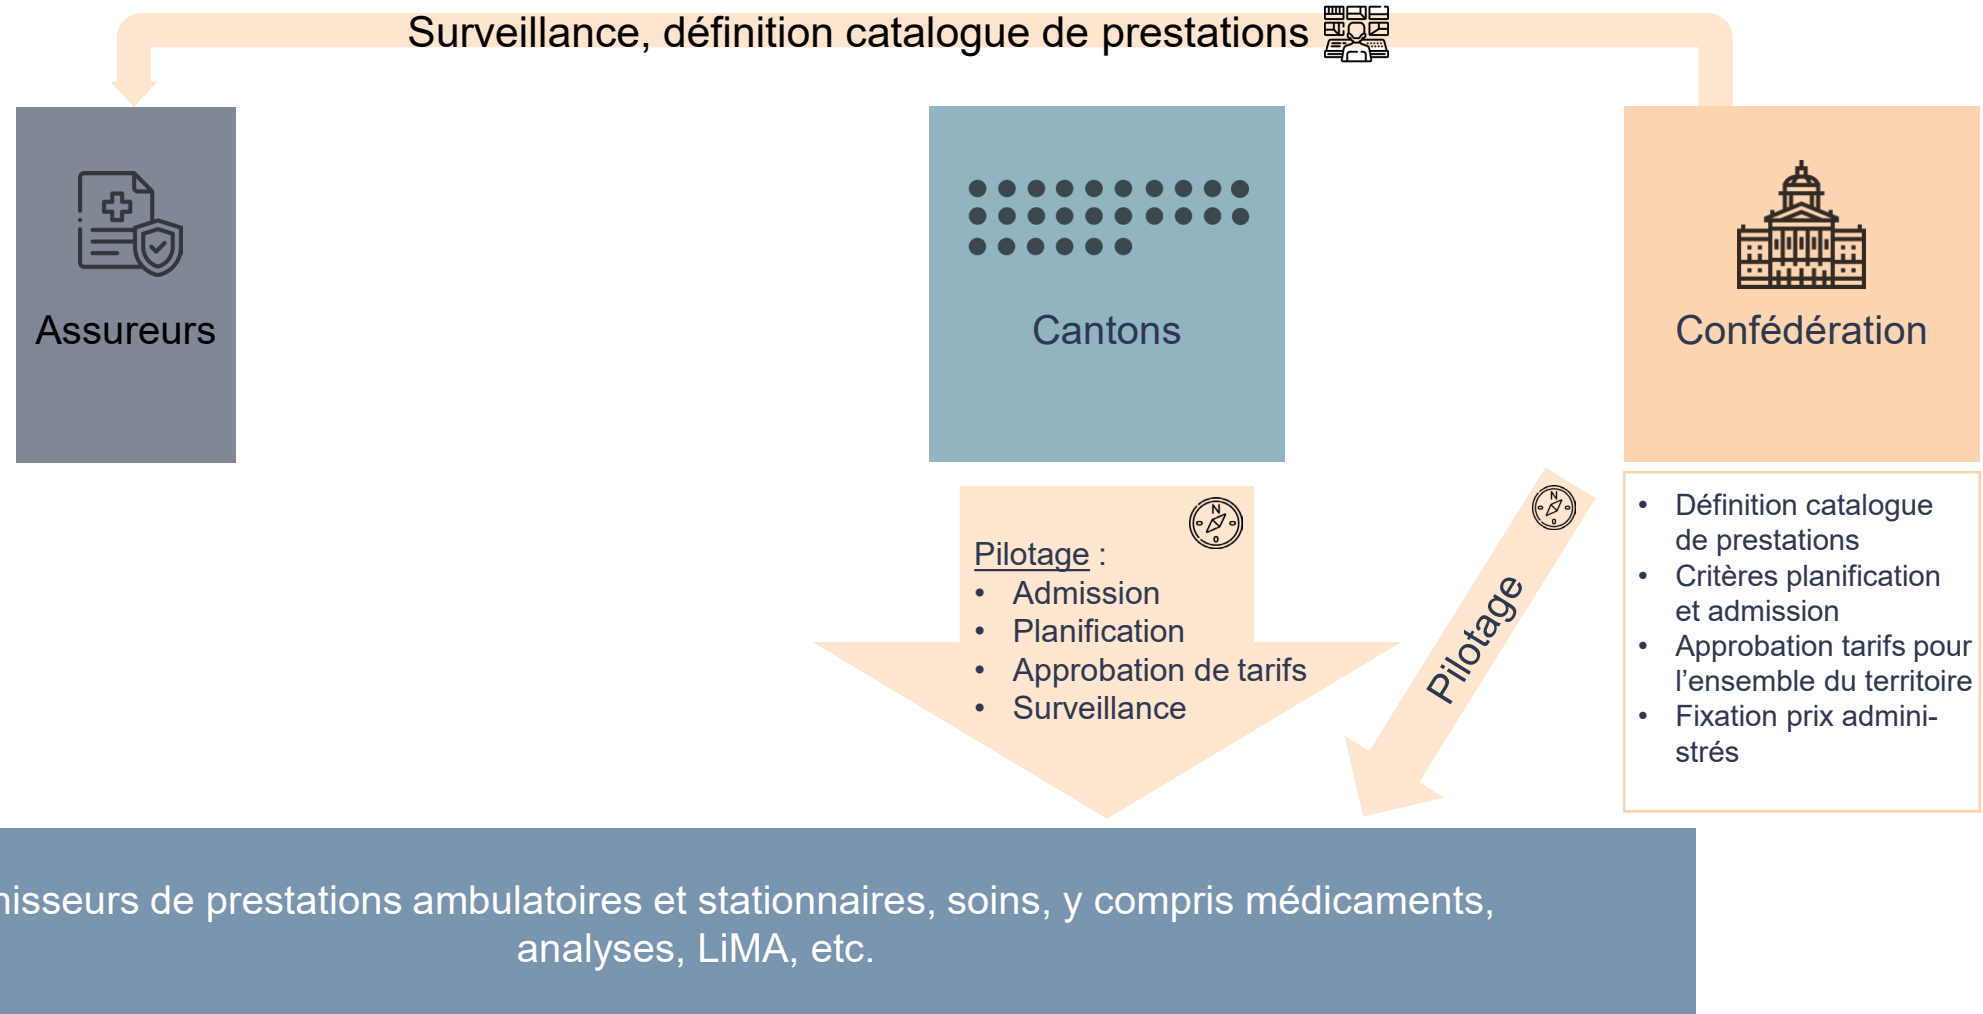 Surveillance, définition catalogue de prestations
Assureurs
Cantons
Confédération
Pilotage :
• Admission
• Planification
• Approbation de tarifs
• Surveillance
Pilotage
• Définition catalogue
de prestations
• Critères planification
et admission
• Approbation tarifs pour
l’ensemble du territoire
• Fixation prix admini-
strés
de prestations ambulatoires et stationnaires, soins, y compris médicaments,
analyses, LiMA, etc.